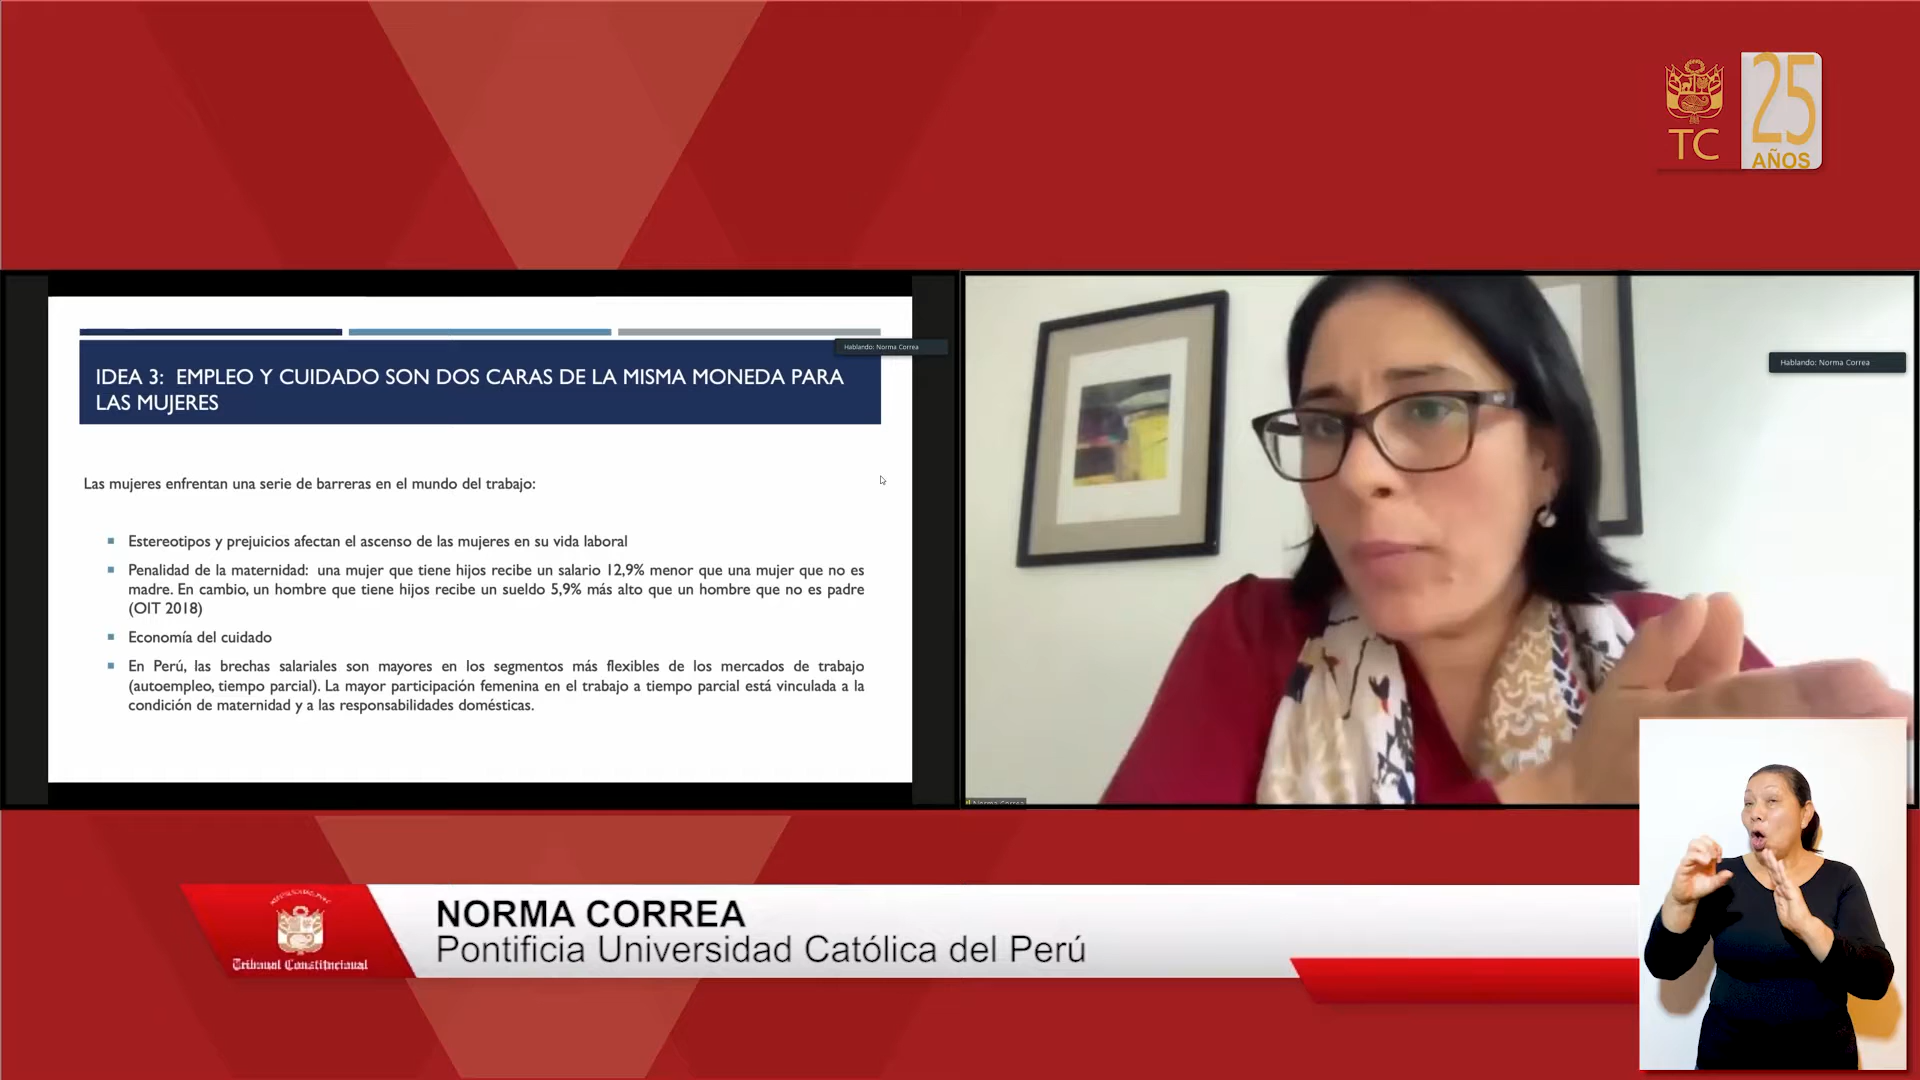 25
TC
AÑOS
Hablando: Norma Correa
IDEA 3: EMPLEO Y CUIDADO SON DOS CARAS DE LA MISMA MONEDA PARA
LAS MUJERES
Las mujeres enfrentan una serie de barreras en el mundo del trabajo:
Estereotipos y prejuicios afectan el ascenso de las mujeres en su vida laboral
Penalidad de la maternidad: una mujer que tiene hijos recibe un salario 12,9% menor que una mujer que no es
madre. En cambio, un hombre que tiene hijos recibe un sueldo 5,9% más alto que un hombre que no es padre
(OIT 2018)
Economía del cuidado
En Perú, las brechas salariales son mayores en los segmentos más flexibles de los mercados de trabajo
(autoempleo, tiempo parcial). La mayor participación femenina en el trabajo a tiempo parcial está vinculada a la
condición de maternidad y a las responsabilidades domésticas.
Hablando: Norma Correa
Norma Correa
NORMA CORREA
Pontificia Universidad Católica del Perú
Tribunal Constitucional